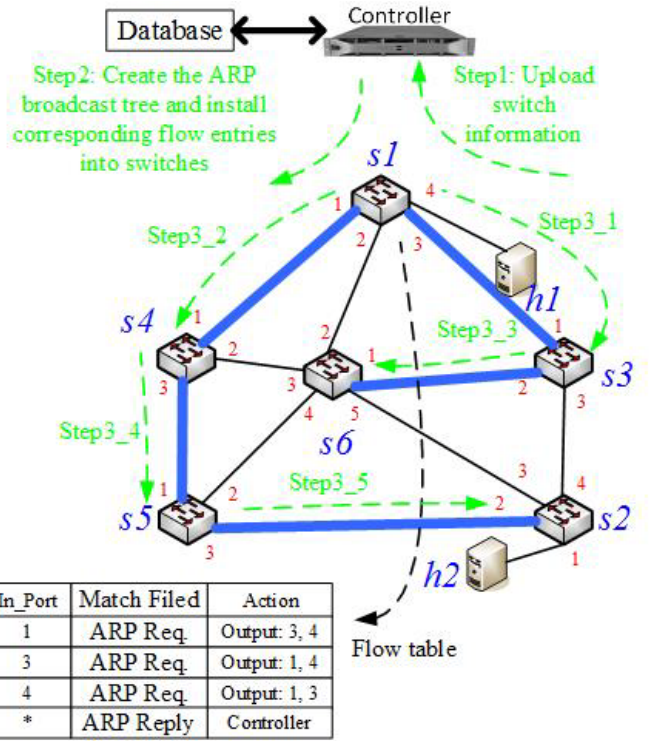 Controller
Database
Step2: Create the ARP
broadcast tree and install
corresponding flow entries
into switches
Step1: Upload
switch
information
s1
1
4
2
3
Step3_2
Step3_1
h1
s4
1
2
3
2
Step3_3
1
3
1
s3
2
3
4
5
s6
Step3_4
Step3_5
1
2
s5
3
3
4
2
s2
1
h2
Flow table
In_Port Match Filed Action
1 ARP Req. Output: 3, 4
3 ARP Req. Output: 1, 4
4 ARP Req. Output: 1, 3
* ARP Reply Controller